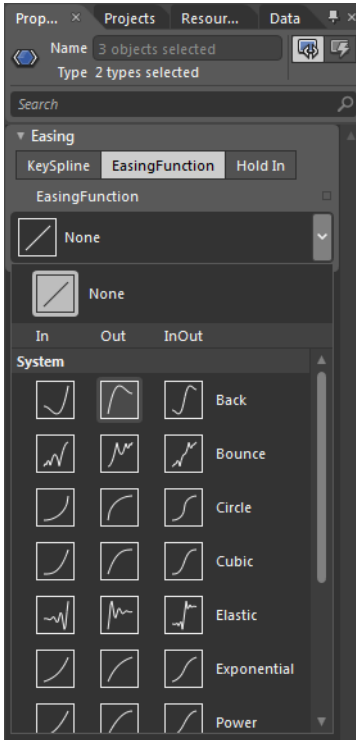 Prop... × Projects Resour... Data
Name 3 objects selected
Type 2 types selected
Search
Easing
KeySpline EasingFunction Hold In
EasingFunction
None
None
In Out InOut
System
Back
Bounce
Circle
Cubic
Elastic
Exponential
Power